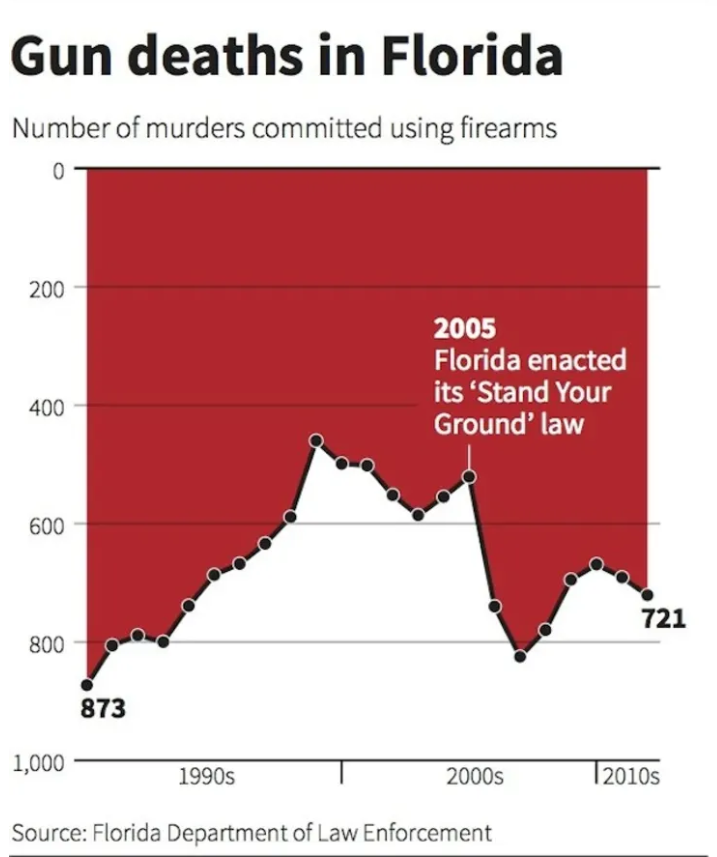 Gun deaths in Florida
Number of murders committed using firearms
0
200
2005
Florida enacted
its ‘Stand Your
Ground’ law
400
600
800
721
873
1,000
1990s
2000s
2010s
Source: Florida Department of Law Enforcement